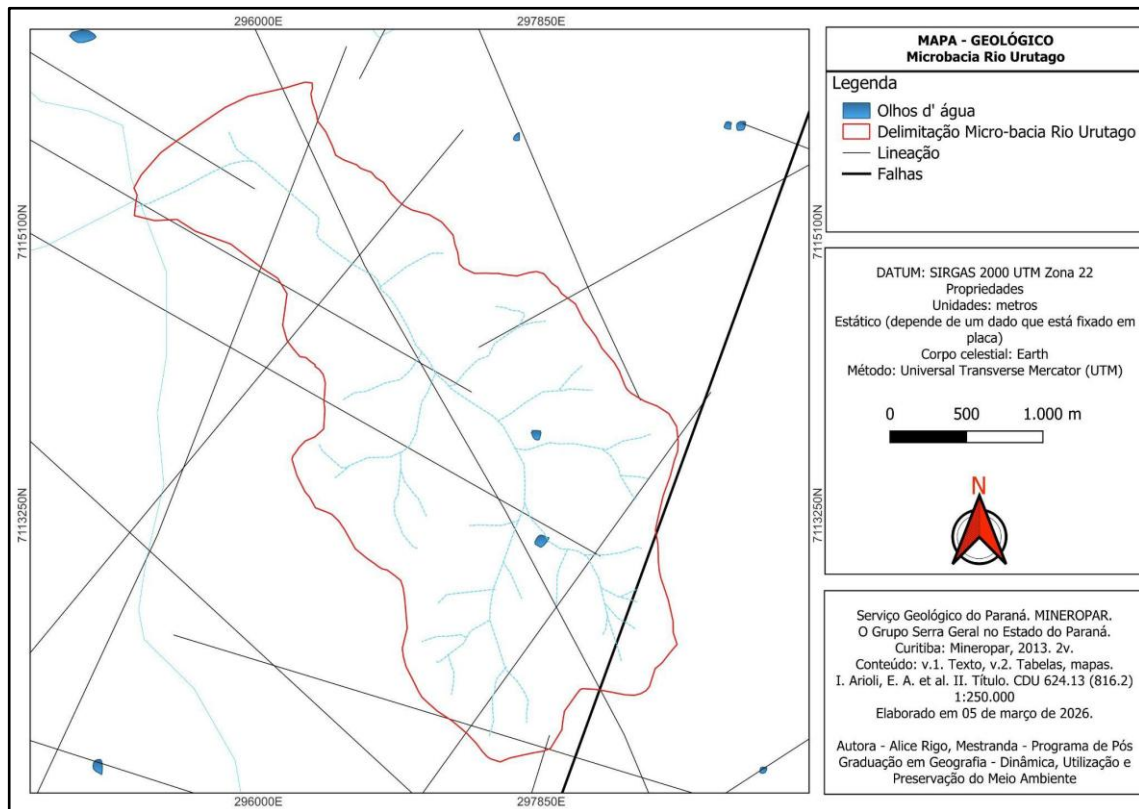 296000E
297850E
7115100N
7115100N
7113250N
7113250N
296000E
297850E
MAPA - GEOLÓGICO
Microbacia Rio Urutago
Legenda
Olhos d' água
Delimitação Micro-bacia Rio Urutago
Lineação
Falhas
DATUM: SIRGAS 2000 UTM Zona 22
Propriedades
Unidades: metros
Estático (depende de um dado que está fixado em
placa)
Corpo celestial: Earth
Método: Universal Transverse Mercator (UTM)
0 500 1.000 m
N
Serviço Geológico do Paraná. MINEROPAR.
O Grupo Serra Geral no Estado do Paraná.
Curitiba: Mineropar, 2013. 2v.
Conteúdo: v.1. Texto, v.2. Tabelas, mapas.
I. Arioli, E. A. et al. II. Título. CDU 624.13 (816.2)
1:250.000
Elaborado em 05 de março de 2026.
Autora - Alice Rigo, Mestranda - Programa de Pós
Graduação em Geografia - Dinâmica, Utilização e
Preservação do Meio Ambiente